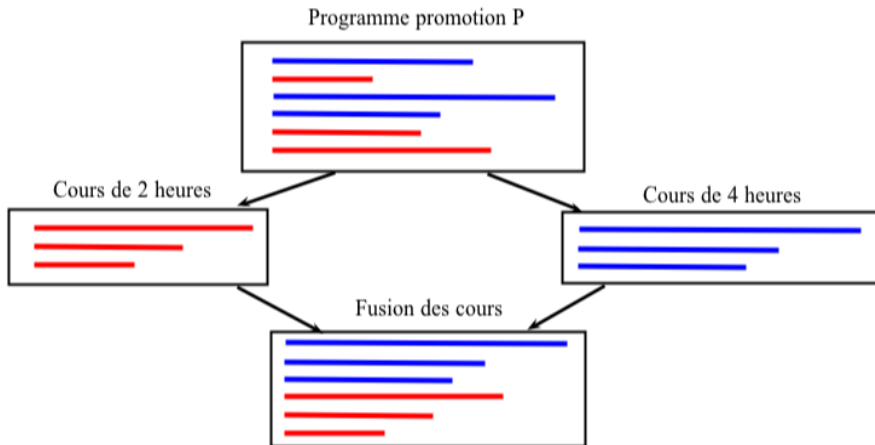 Programme promotion P
Cours de 2 heures
Cours de 4 heures
Fusion des cours